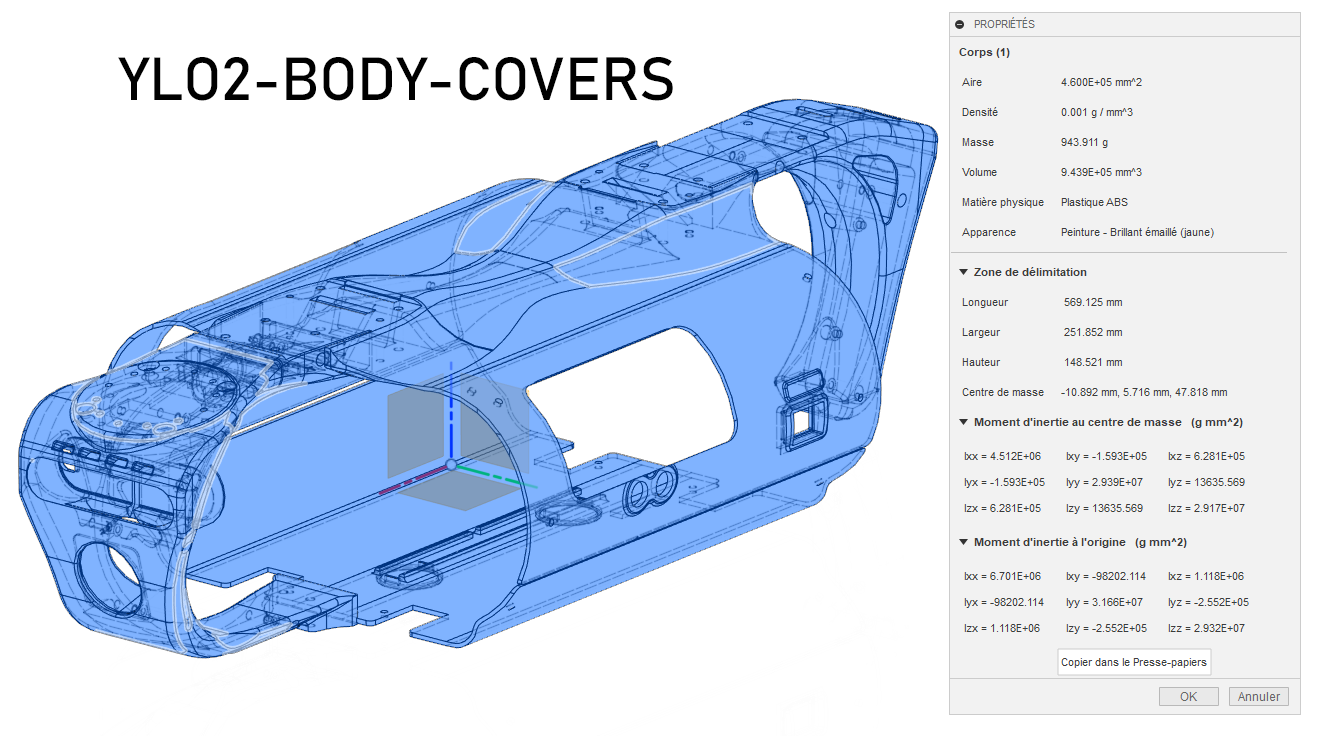 YLO2-BODY-COVERS
PROPRIÉTÉS
Corps (1)
Aire 4.600E+05 mm^2
Densité 0.001 g / mm^3
Masse 943.911 g
Volume 9.439E+05 mm^3
Matière physique Plastique ABS
Apparence Peinture - Brillant émaillé (jaune)
Zone de délimitation
Longueur 569.125 mm
Largeur 251.852 mm
Hauteur 148.521 mm
Centre de masse -10.892 mm, 5.716 mm, 47.818 mm
Moment d'inertie au centre de masse (g mm^2)
Ixx = 4.512E+06 Ixy = -1.593E+05 Ixz = 6.281E+05
Iyx = -1.593E+05 Iyy = 2.939E+07 Iyz = 13635.569
Izx = 6.281E+05 Izy = 13635.569 Izz = 2.917E+07
Moment d'inertie à l'origine (g mm^2)
Ixx = 6.701E+06 Ixy = -98202.114 Ixz = 1.118E+06
Iyx = -98202.114 Iyy = 3.166E+07 Iyz = -2.552E+05
Izx = 1.118E+06 Izy = -2.552E+05 Izz = 2.932E+07
Copier dans le Presse-papiers
OK Annuler